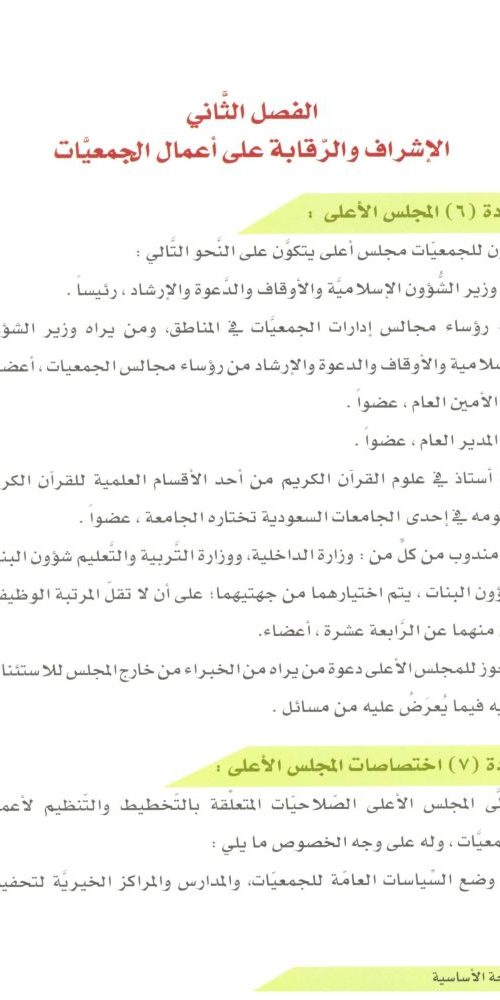 الفصل الثَّاني
الإشراف والرّقابة على أعمال الجمعيَّات
دة (٦) المجلس الأعلى :
ون للجمعيَّات مجلس أعلى يتكوَّن على النَّحو التَّالي :
وزير الشُّؤون الإسلاميَّة والأوقاف والدَّعوة والإرشاد ، رئيساً .
رؤساء مجالس إدارات الجمعيَّات في المناطق، ومن يراه وزير الشؤ
سلامية والأوقاف والدعوة والإرشاد من رؤساء مجالس الجمعيات ، أعض
الأمين العام ، عضواً .
المدير العام ، عضواً .
أستاذ في علوم القرآن الكريم من أحد الأقسام العلمية للقرآن الكر
ومه في إحدى الجامعات السعودية تختاره الجامعة ، عضواً .
مندوب من كلٍّ من : وزارة الداخلية، ووزارة التَّربية والتَّعليم شؤون البن
ؤون البنات ، يتم اختيارهما من جهتيهما؛ على أن لا تقلّ المرتبة الوظيف
منهما عن الرَّابعة عشرة ، أعضاء.
جوز للمجلس الأعلى دعوة من يراه من الخبراء من خارج المجلس للاستئنا
يه فيما يُعرَضُ عليه من مسائل .
دة (٧) اختصاصات المجلس الأعلى :
لَّى المجلس الأعلى الصَّلاحيَّات المتعلّقة بالتَّخطيط والتَّنظيم لأعم
معيَّات ، وله على وجه الخصوص ما يلي :
وضع السِّياسات العامَّة للجمعيَّات، والمدارس والمراكز الخيريَّة لتحفي
حة الأساسية